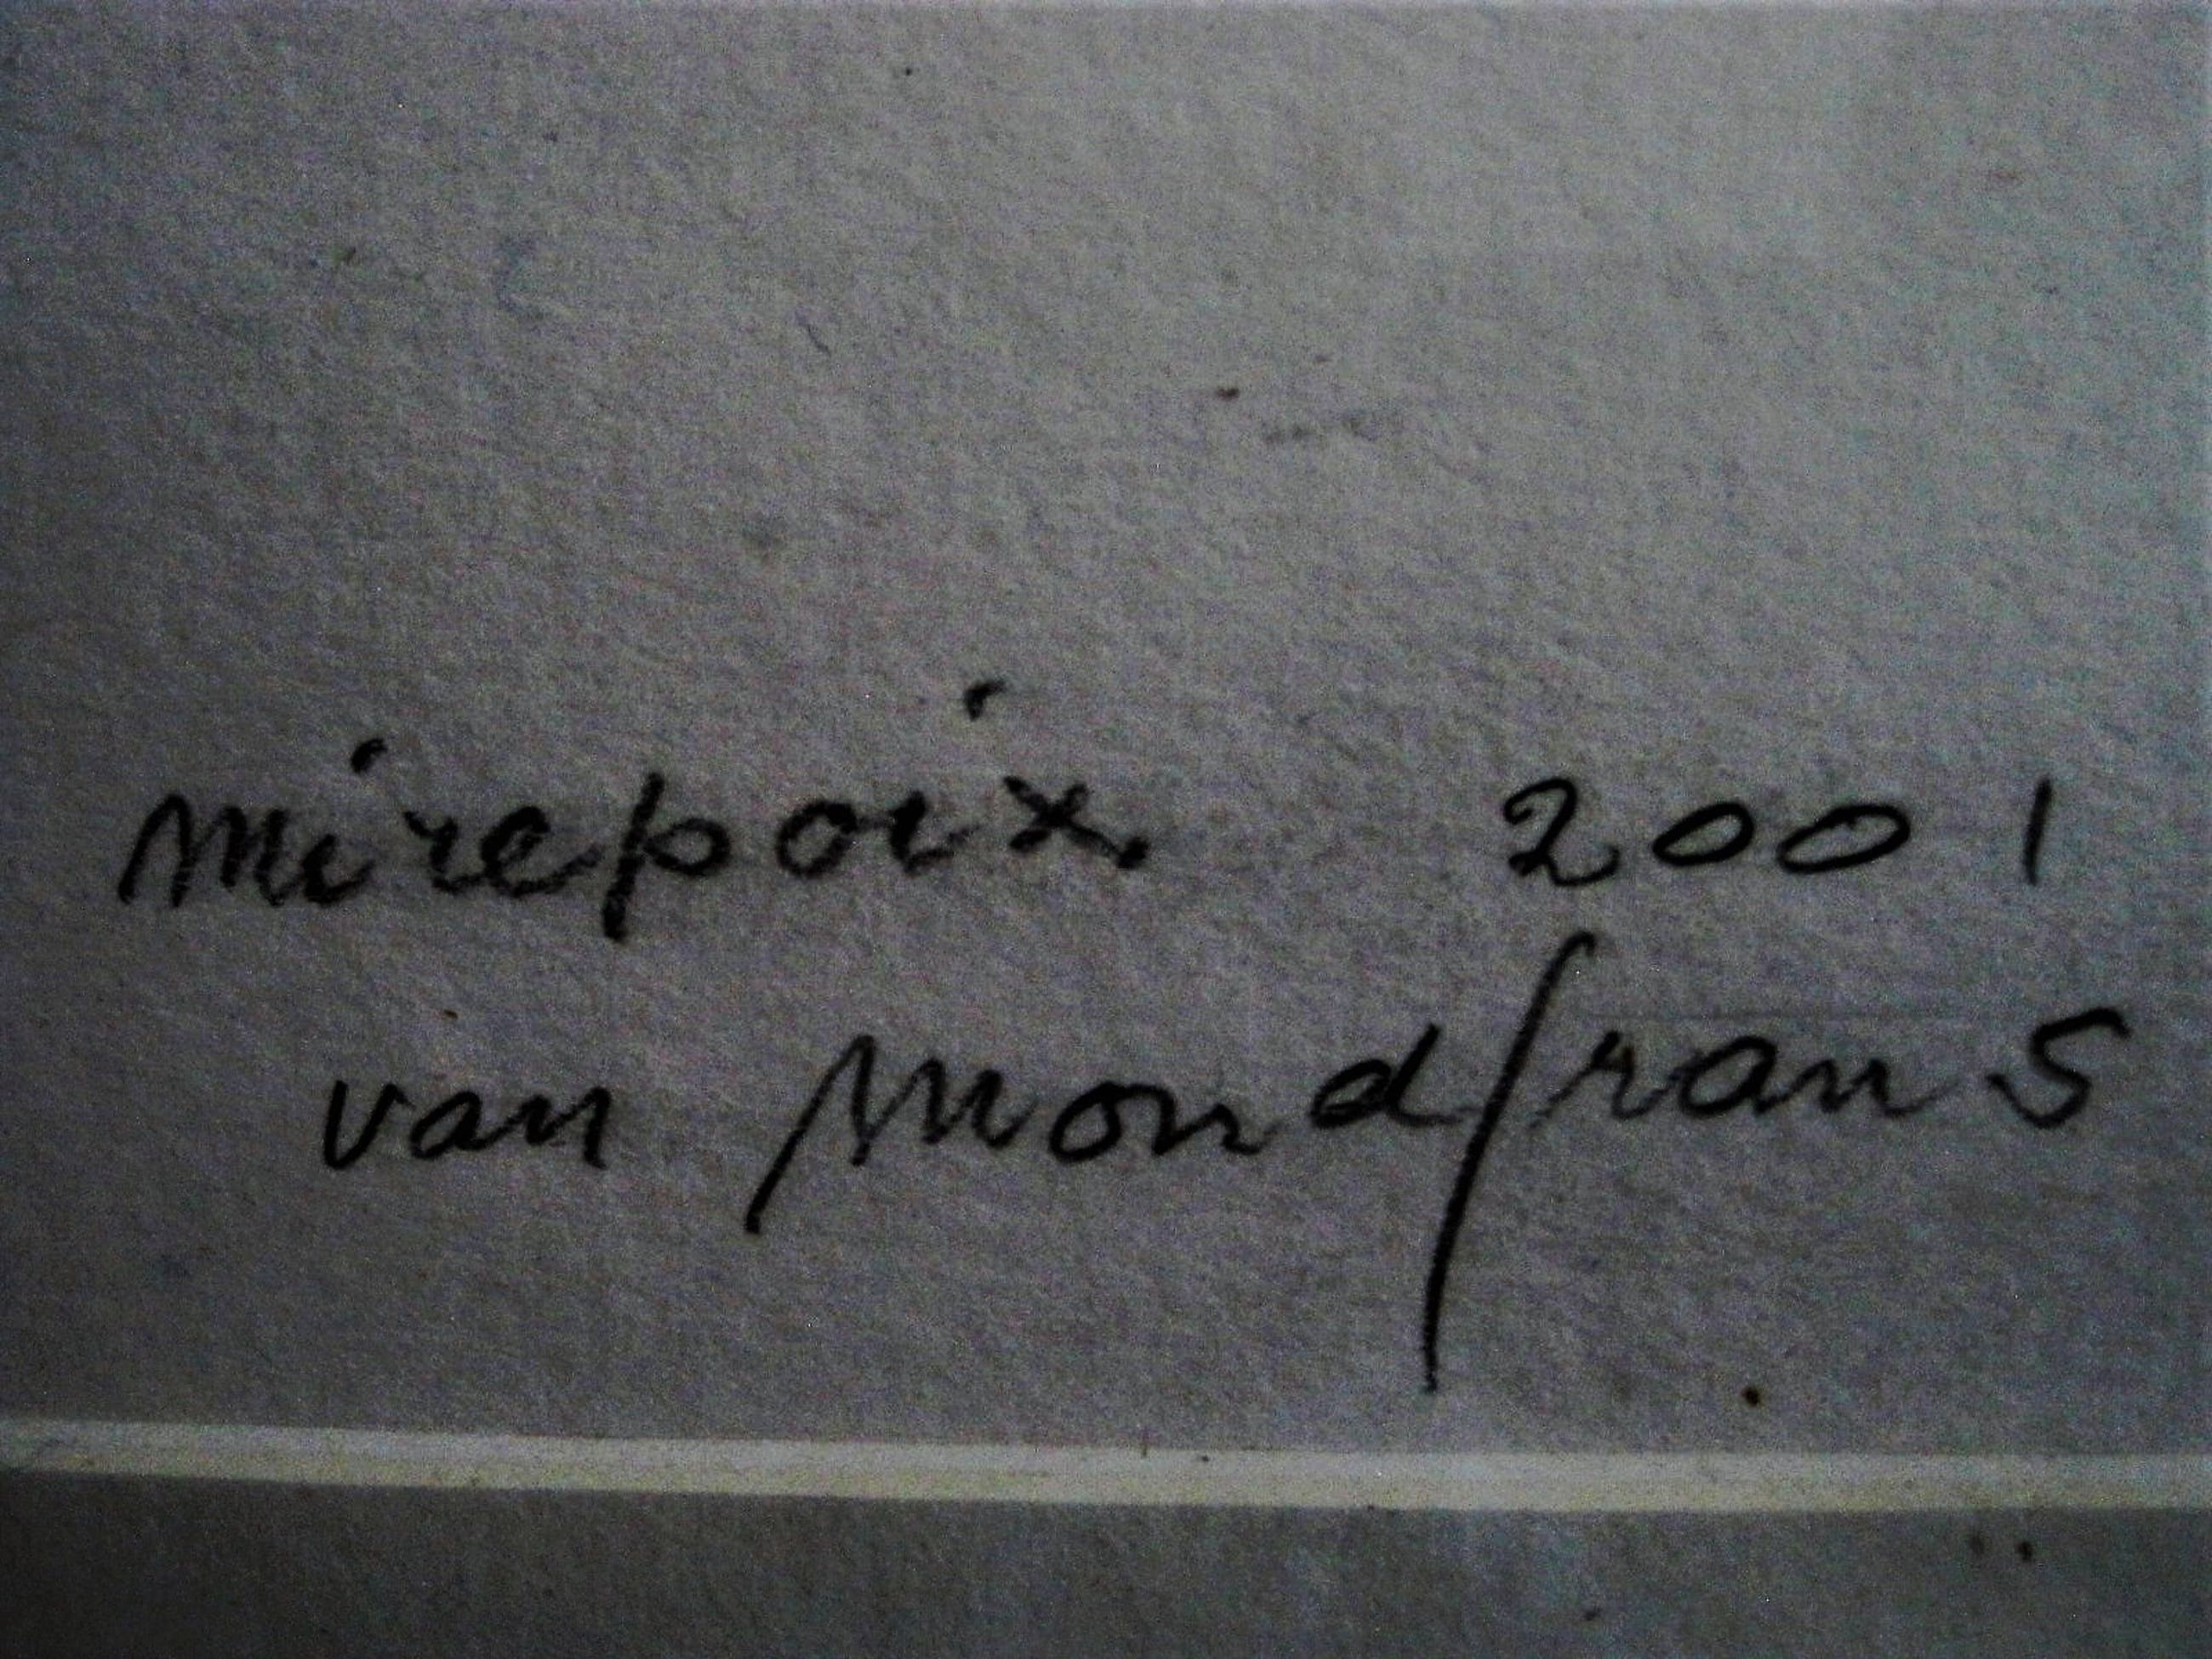 mirepoix 2001
van Mondfrans